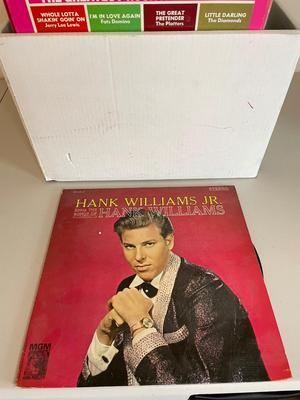 WHOLE LOTTA
SHAKIN' GOIN' ON
Jerry Lee Lewis
I'M IN LOVE AGAIN
Fats Domino
THE GREAT
PRETENDER
The Platters
LITTLE DARLING
The Diamonds
STEREO
HANK WILLIAMS JR.
SINGS THE
SONGS OF
HANK WILLIAMS
MGM